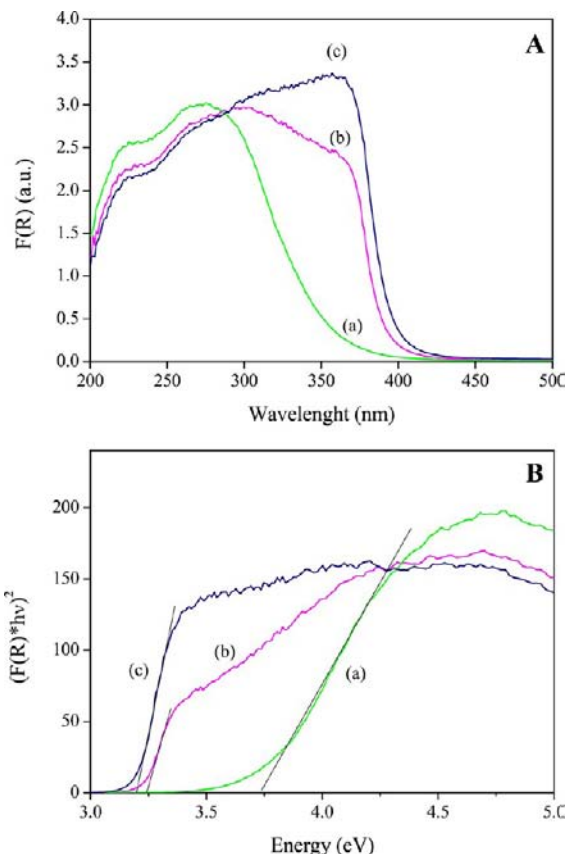 A
4.0
3.5
3.0
2.5
2.0
1.5
1.0
0.5
0.0
F(R) (a.u.)
(c)
(b)
(a)
200 250 300 350 400 450 500
Wavelenght (nm)
B
200
150
100
50
0
(F(R)*hν)²
(c)
(b)
(a)
3.0 3.5 4.0 4.5 5.0
Energy (eV)